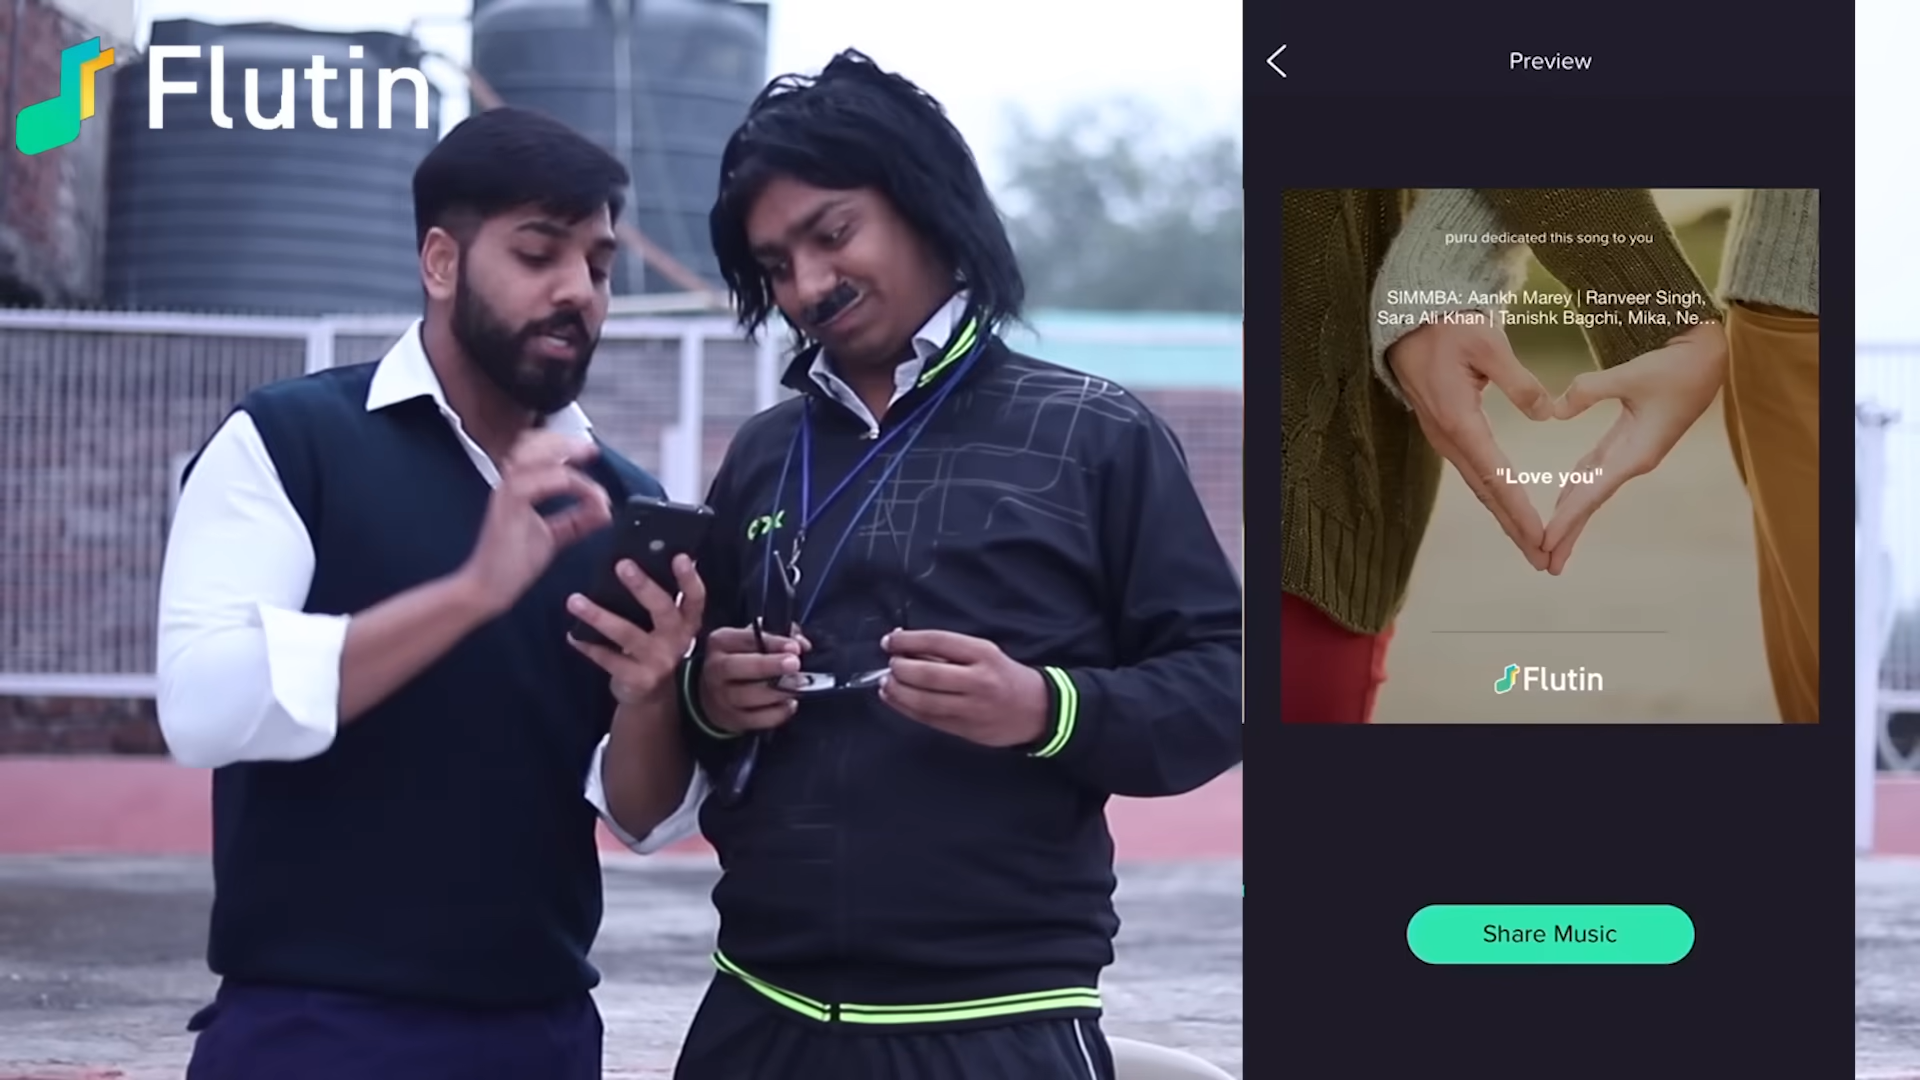 Flutin
Preview
puru dedicated this song to you
SIMMBA: Aankh Marey | Ranveer Singh,
Sara Ali Khan | Tanishk Bagchi, Mika, Ne...
"Love you"
Flutin
Share Music